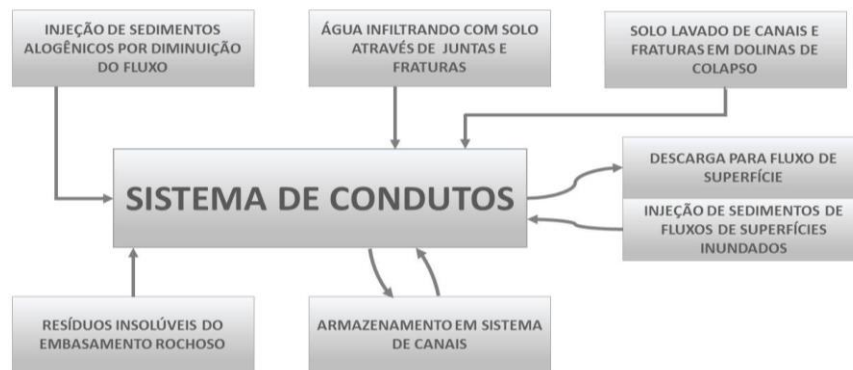 INJEÇÃO DE SEDIMENTOS
ALOGÊNICOS POR DIMINUIÇÃO
DO FLUXO
ÁGUA INFILTRANDO COM SOLO
ATRAVÉS DE JUNTAS E
FRATURAS
SOLO LAVADO DE CANAIS E
FRATURAS EM DOLINAS DE
COLAPSO
SISTEMA DE CONDUTOS
DESCARGA PARA FLUXO DE
SUPERFÍCIE
INJEÇÃO DE SEDIMENTOS DE
FLUXOS DE SUPERFÍCIES
INUNDADOS
RESÍDUOS INSOLÚVEIS DO
EMBASAMENTO ROCHOSO
ARMAZENAMENTO EM SISTEMA
DE CANAIS